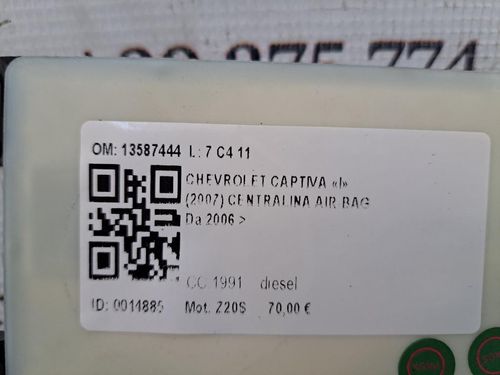 OM: 13587444 I.: 7 C4 11
CHEVROLET CAPTIVA «I»
(2007) CENTRALINA AIR BAG
Da 2006 >
CC 1991 diesel
ID: 0014885 Mot. Z20S 70,00 €